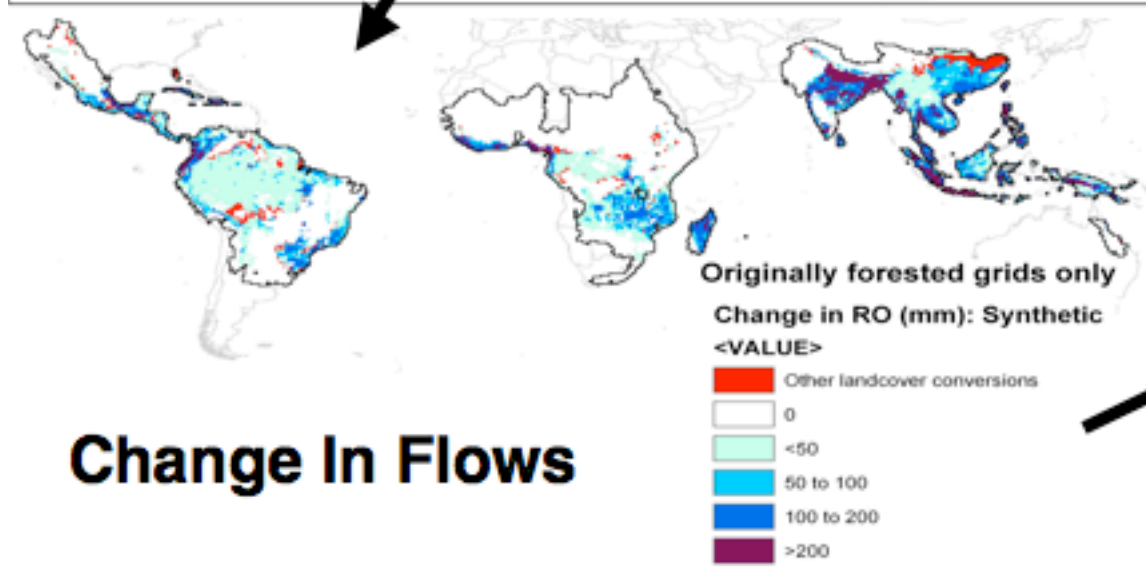 Originally forested grids only
Change in RO (mm): Synthetic
<VALUE>
Other landcover conversions
0
<50
50 to 100
100 to 200
>200
Change In Flows